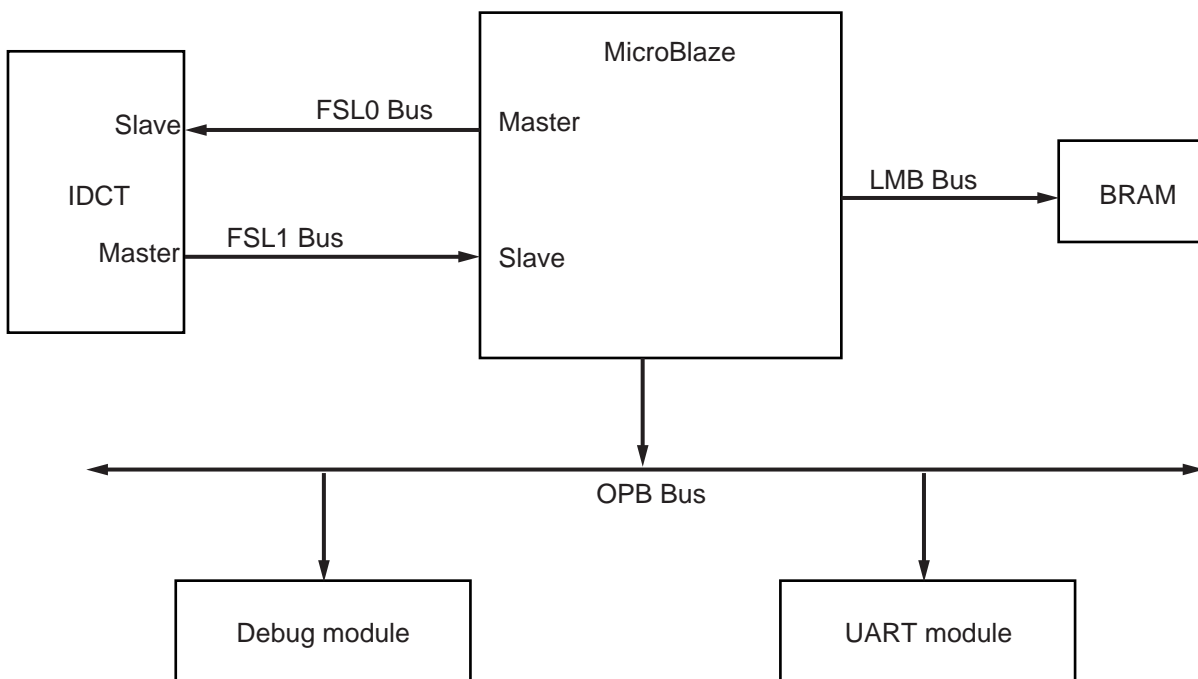 MicroBlaze
FSL0 Bus
Slave
Master
LMB Bus
IDCT
BRAM
FSL1 Bus
Master
Slave
OPB Bus
Debug module
UART module